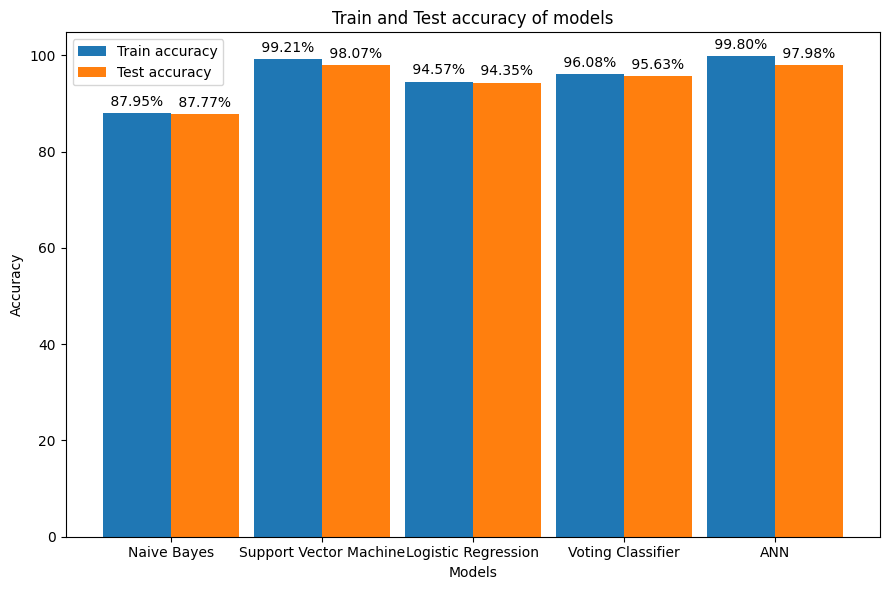 Train and Test accuracy of models
Train accuracy
Test accuracy
87.95% 87.77% 99.21% 98.07% 94.57% 94.35% 96.08% 95.63% 99.80% 97.98%
100
80
60
40
20
0
Accuracy
Naive Bayes Support Vector Machine Logistic Regression Voting Classifier ANN
Models